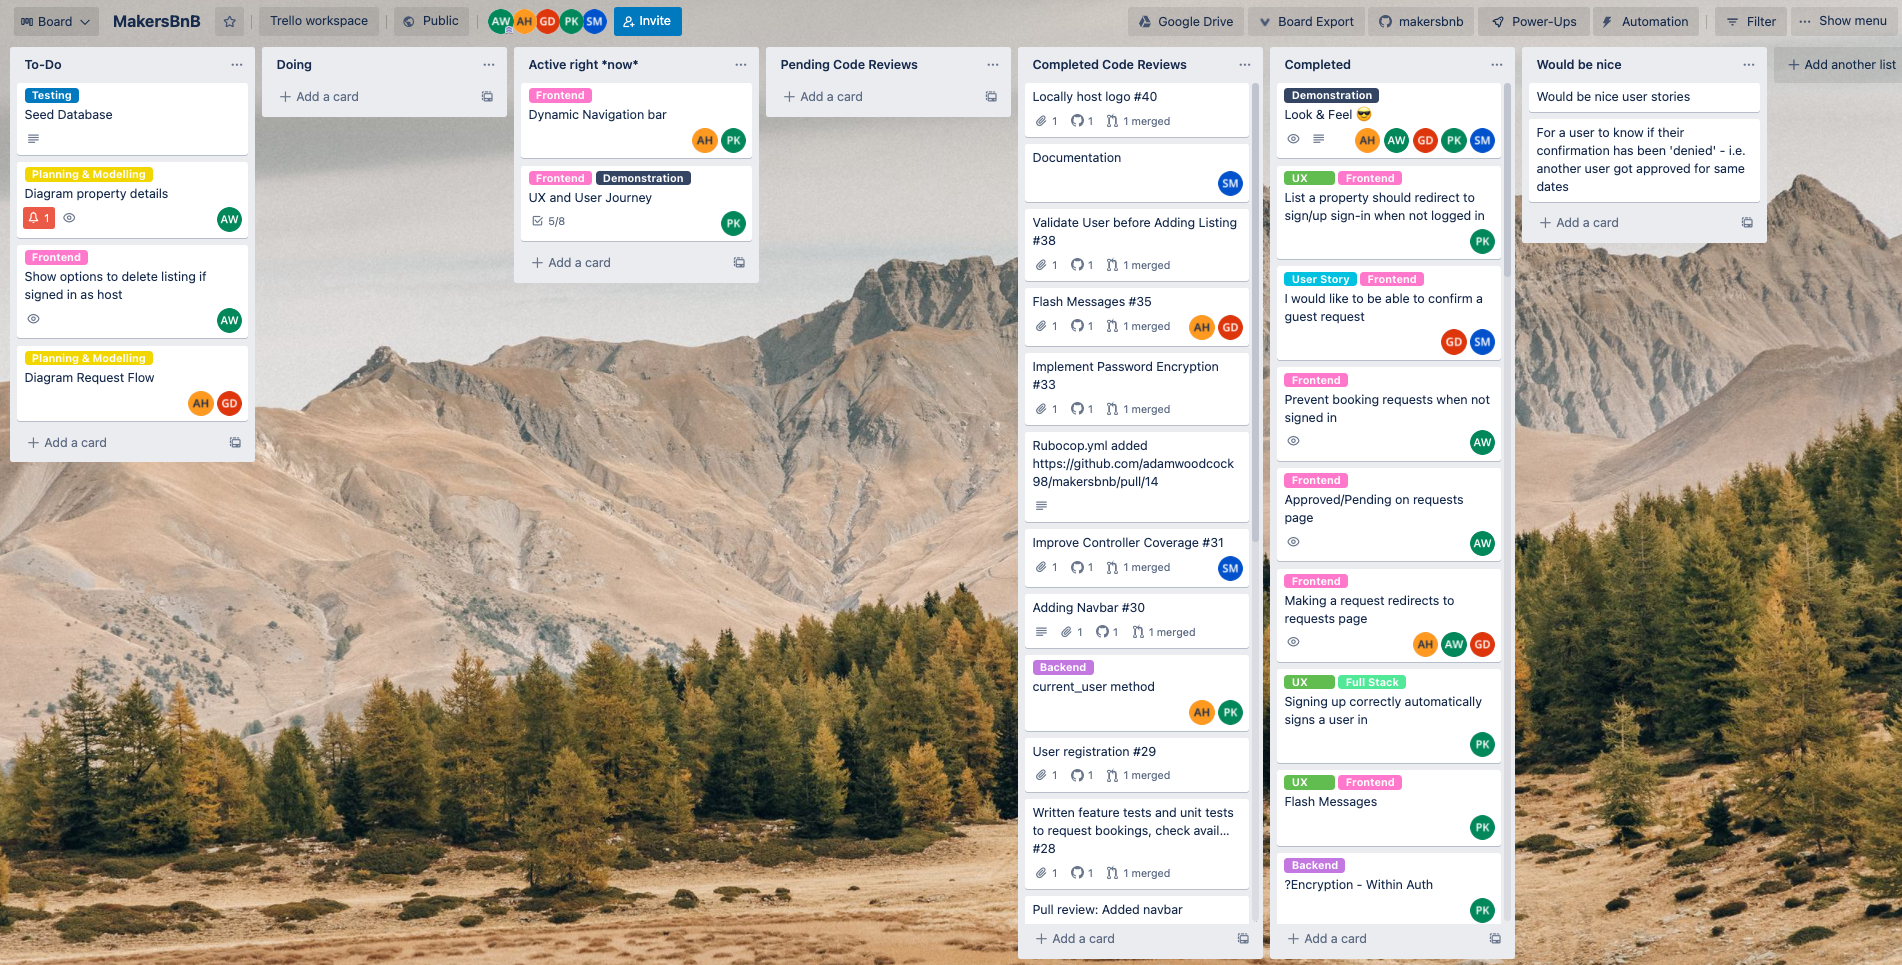 Board
MakersBnB
Trello workspace
Public
AW
AH
GD
PK
SM
Invite
Google Drive
Board Export
makersbnb
Power-Ups
Automation
Filter
Show menu
To-Do
Testing
Seed Database
Planning & Modelling
Diagram property details
1
AW
Frontend
Show options to delete listing if
signed in as host
AW
Planning & Modelling
Diagram Request Flow
AH
GD
Add a card
Doing
Add a card
Active right *now*
Frontend
Dynamic Navigation bar
AH
PK
Frontend
Demonstration
UX and User Journey
5/8
PK
Add a card
Pending Code Reviews
Add a card
Completed Code Reviews
Locally host logo #40
1 1 1 merged
Documentation
SM
Validate User before Adding Listing
#38
1 1 1 merged
Flash Messages #35
1 1 1 merged
AH
GD
Implement Password Encryption
#33
1 1 1 merged
Rubocop.yml added
https://github.com/adamwoodcock
98/makersbnb/pull/14
Improve Controller Coverage #31
1 1 1 merged
SM
Adding Navbar #30
1 1 1 merged
Backend
current_user method
AH
PK
User registration #29
1 1 1 merged
Written feature tests and unit tests
to request bookings, check avail...
#28
1 1 1 merged
Pull review: Added navbar
Add a card
Completed
Demonstration
Look & Feel 😎
AH
AW
GD
PK
SM
UX
Frontend
List a property should redirect to
sign/up sign-in when not logged in
PK
User Story
Frontend
I would like to be able to confirm a
guest request
GD
SM
Frontend
Prevent booking requests when not
signed in
AW
Frontend
Approved/Pending on requests
page
AW
Frontend
Making a request redirects to
requests page
AH
AW
GD
UX
Full Stack
Signing up correctly automatically
signs a user in
PK
UX
Frontend
Flash Messages
PK
Backend
?Encryption - Within Auth
PK
Add a card
Would be nice
Would be nice user stories
For a user to know if their
confirmation has been 'denied' - i.e.
another user got approved for same
dates
Add a card
Add another list